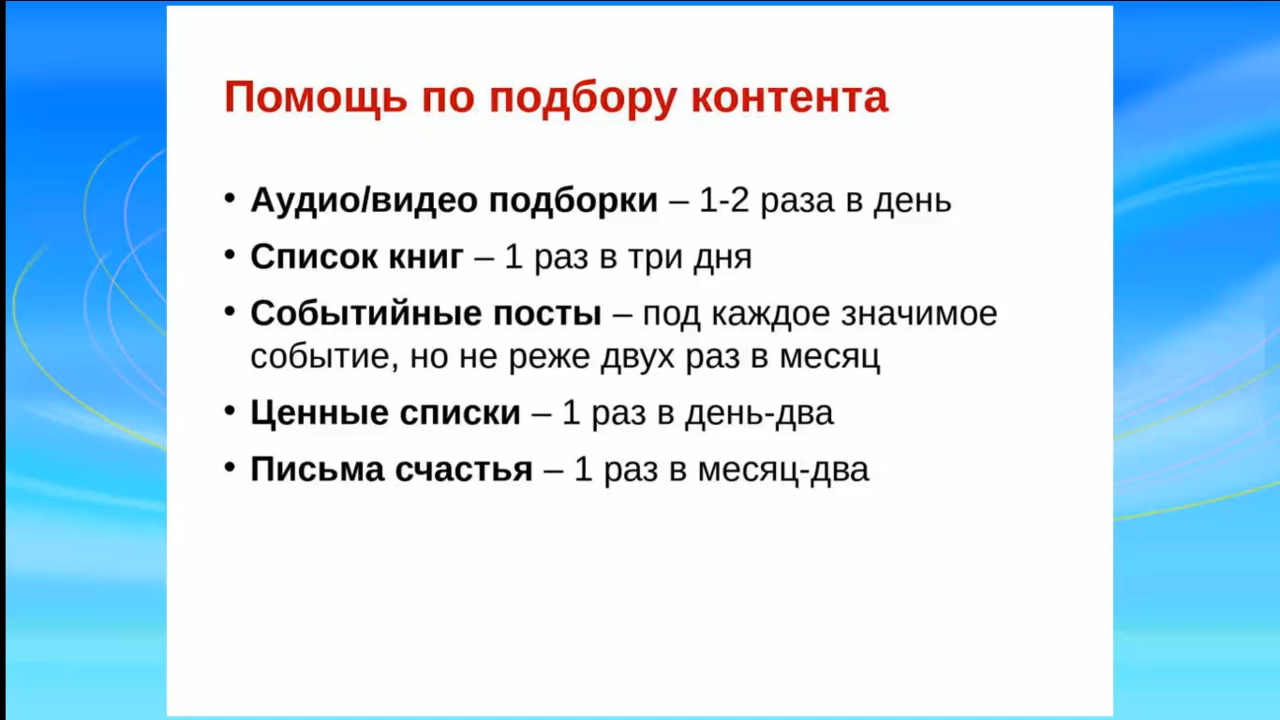 Помощь по подбору контента
• Аудио/видео подборки – 1-2 раза в день
• Список книг – 1 раз в три дня
• Событийные посты – под каждое значимое
событие, но не реже двух раз в месяц
• Ценные списки – 1 раз в день-два
• Письма счастья – 1 раз в месяц-два